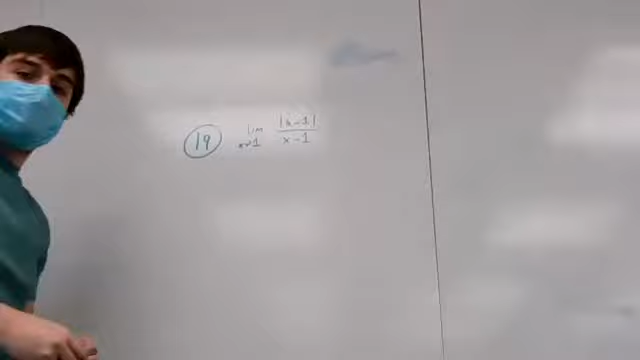 19 lim x→1 |x-1| / x-1